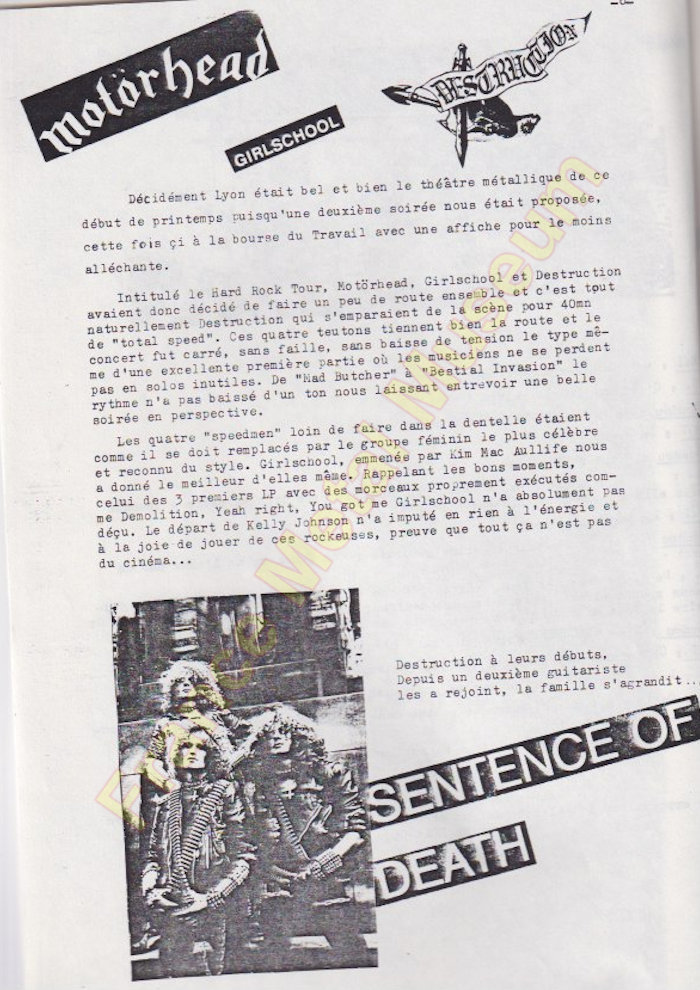 motörhead
DESTRUCTION
GIRLSCHOOL
Décidément Lyon était bel et bien le théâtre métallique de ce
début de printemps puisqu'une deuxième soirée nous était proposée,
cette fois çi à la bourse du Travail avec une affiche pour le moins
alléchante.
Intitulé le Hard Rock Tour, Motörhead, Girlschool et Destruction
avaient donc décidé de faire un peu de route ensemble et c'est tout
naturellement Destruction qui s'emparaient de la scène pour 40mn
de "total speed". Ces quatre teutons tiennent bien la route et le
concert fut carré, sans faille, sans baisse de tension le type mê-
me d'une excellente première partie où les musiciens ne se perdent
pas en solos inutiles. De "Mad Butcher" à "Bestial Invasion" le
rythme n'a pas baissé d'un ton nous laissant entrevoir une belle
soirée en perspective.
Les quatre "speedmen" loin de faire dans la dentelle étaient
comme il se doit remplacés par le groupe féminin le plus célèbre
et reconnu du style. Girlschool, emmenée par Kim Mac Aullife nous
a donné le meilleur d'elles même. Rappelant les bons moments,
celui des 3 premiers LP avec des morceaux proprement exécutés com-
me Demolition, Yeah right, You got me Girlschool n'a absolument pas
déçu. Le départ de Kelly Johnson n'a imputé en rien à l'énergie et
à la joie de jouer de ces rockeuses, preuve que tout ça n'est pas
du cinéma...
Destruction à leurs débuts.
Depuis un deuxième guitariste
les a rejoint, la famille s'agrandit..
SENTENCE OF
DEATH
France Metal Museum